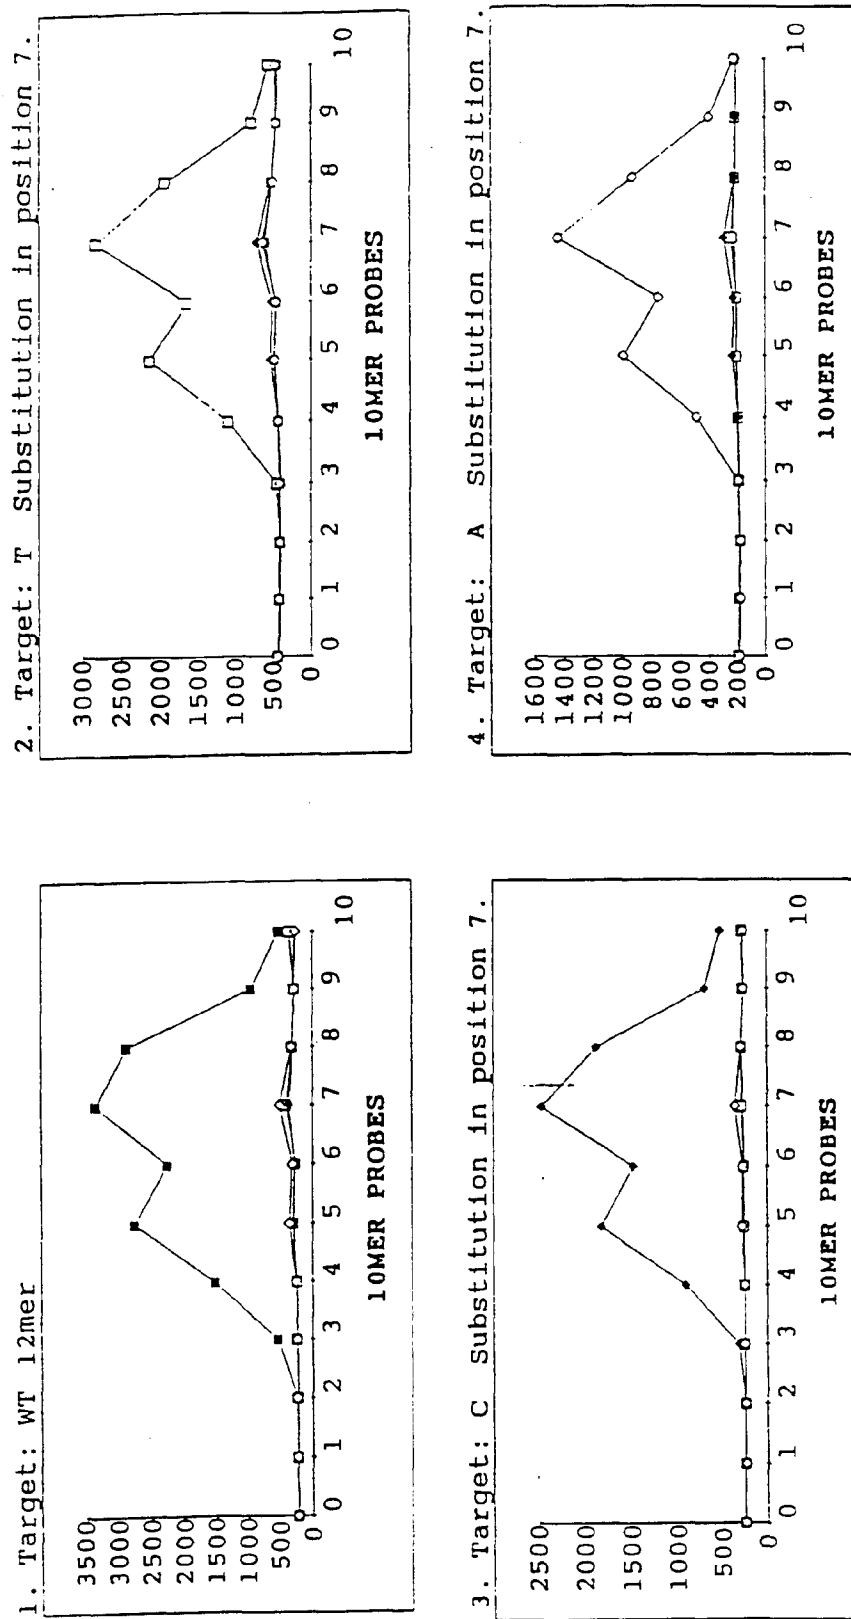 1. Target: WT 12mer
3500
3000
2500
2000
1500
1000
500
0
0 1 2 3 4 5 6 7 8 9 10
10MER PROBES
2. Target: T Substitution in position 7.
3000
2500
2000
1500
1000
500
0
0 1 2 3 4 5 6 7 8 9 10
10MER PROBES
3. Target: C Substitution in position 7.
2500
2000
1500
1000
500
0
0 1 2 3 4 5 6 7 8 9 10
10MER PROBES
4. Target: A Substitution in position 7.
1600
1400
1200
1000
800
600
400
200
0
0 1 2 3 4 5 6 7 8 9 10
10MER PROBES